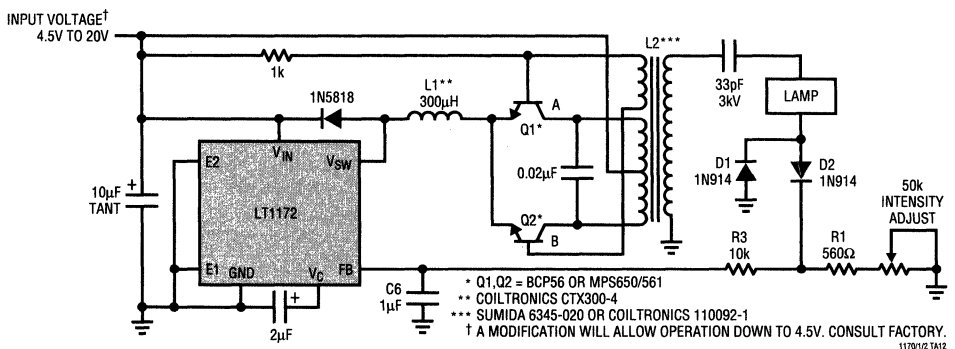 INPUT VOLTAGE†
4.5V TO 20V
1k
L2***
33pF
3kV
LAMP
L1**
300µH
1N5818
A
Q1*
VIN
VSW
E2
10µF
TANT
+
LT1172
0.02µF
D1
1N914
D2
1N914
50k
INTENSITY
ADJUST
Q2*
B
R3
10k
R1
560Ω
E1
GND
VC
FB
+
2µF
C6
1µF
* Q1,Q2 = BCP56 OR MPS650/561
** COILTRONICS CTX300-4
*** SUMIDA 6345-020 OR COILTRONICS 110092-1
† A MODIFICATION WILL ALLOW OPERATION DOWN TO 4.5V. CONSULT FACTORY.
1170/1/2 TA12